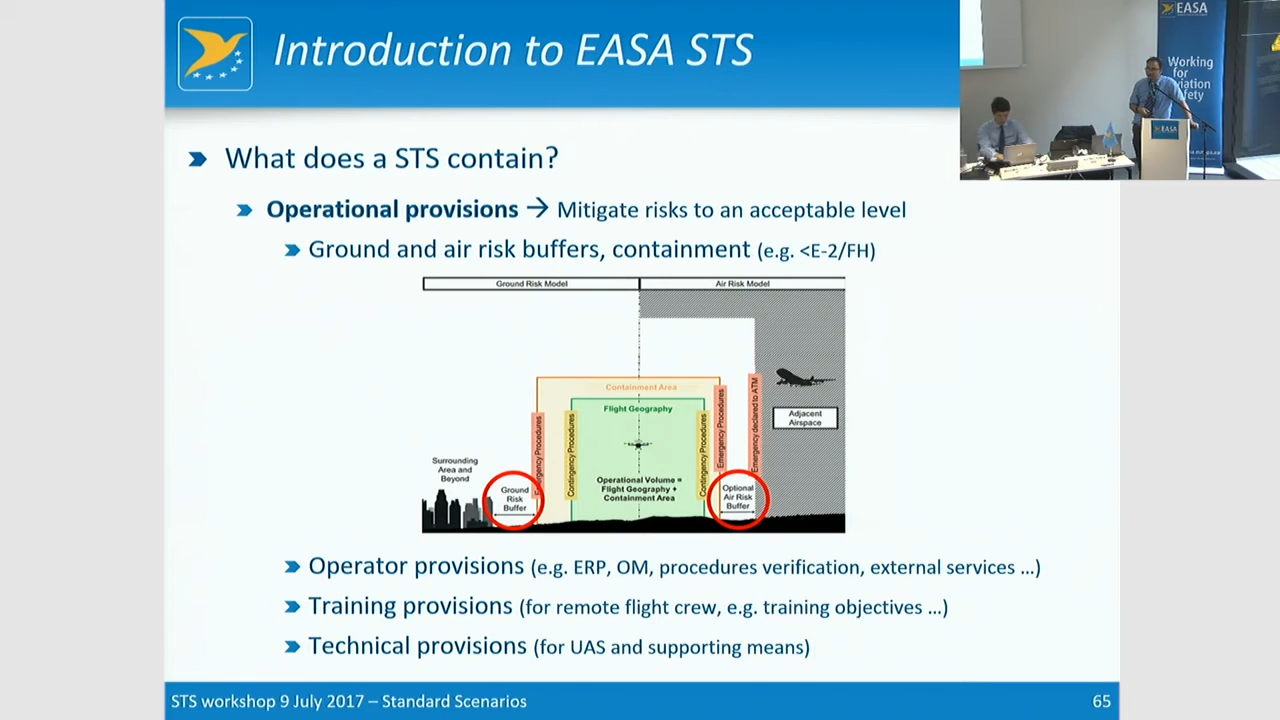 Introduction to EASA STS
EASA
Working
for
viation
fety
EASA
What does a STS contain?
Operational provisions → Mitigate risks to an acceptable level
Ground and air risk buffers, containment (e.g. <E-2/FH)
Ground Risk Model
Air Risk Model
Containment Area
Flight Geography
Emergency Procedures
Contingency Procedures
Contingency Procedures
Emergency Procedures
Emergency declared to ATM
Adjacent
Airspace
Surrounding
Area and
Beyond
Ground
Risk
Buffer
Operational Volume =
Flight Geography +
Containment Area
Optional
Air Risk
Buffer
Operator provisions (e.g. ERP, OM, procedures verification, external services ...)
Training provisions (for remote flight crew, e.g. training objectives ...)
Technical provisions (for UAS and supporting means)
STS workshop 9 July 2017 – Standard Scenarios
65